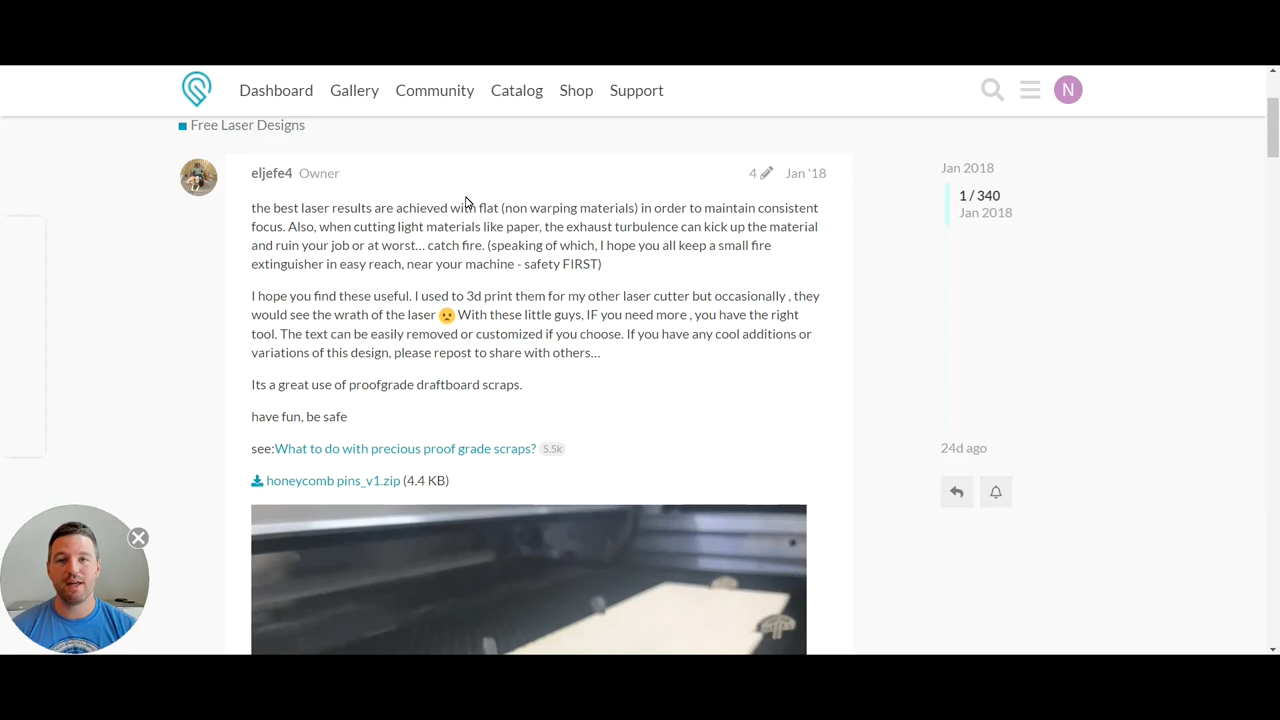 Dashboard Gallery Community Catalog Shop Support
N
Free Laser Designs
eljefe4 Owner
4 Jan '18
the best laser results are achieved with flat (non warping materials) in order to maintain consistent
focus. Also, when cutting light materials like paper, the exhaust turbulence can kick up the material
and ruin your job or at worst... catch fire. (speaking of which, I hope you all keep a small fire
extinguisher in easy reach, near your machine - safety FIRST)
I hope you find these useful. I used to 3d print them for my other laser cutter but occasionally , they
would see the wrath of the laser 😦 With these little guys, IF you need more , you have the right
tool. The text can be easily removed or customized if you choose. If you have any cool additions or
variations of this design, please repost to share with others...
Its a great use of proofgrade draftboard scraps.
have fun, be safe
see:What to do with precious proof grade scraps? 5.5k
honeycomb pins_v1.zip (4.4 KB)
Jan 2018
1 / 340
Jan 2018
24d ago